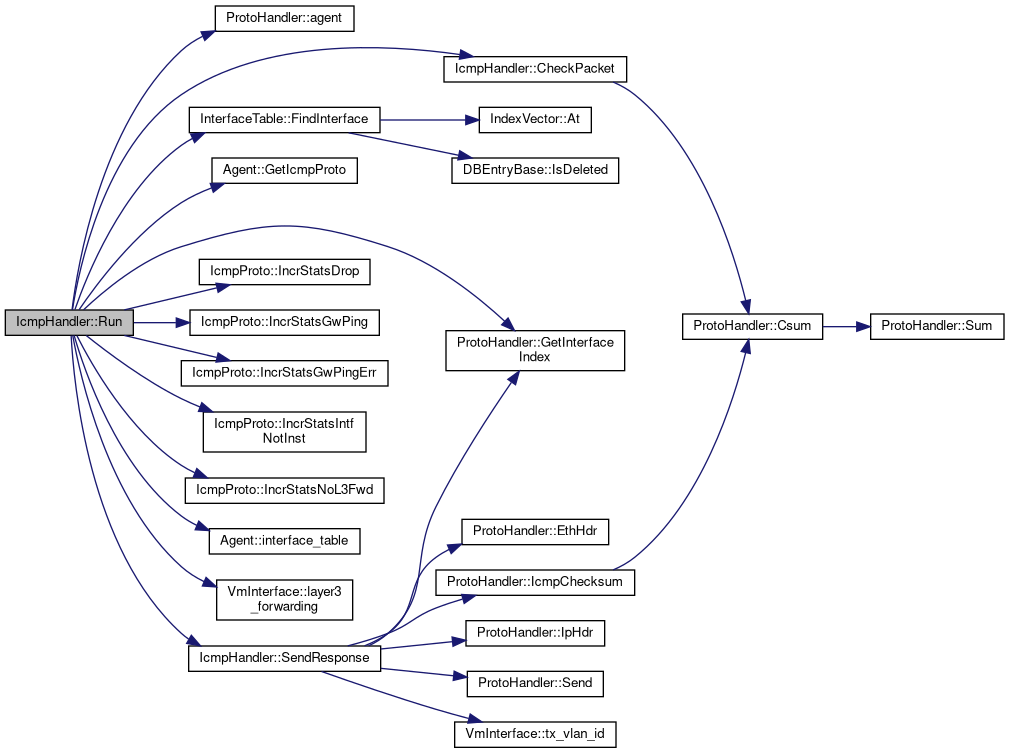 ProtoHandler::agent
IcmpHandler::CheckPacket
InterfaceTable::FindInterface
IndexVector::At
DBEntryBase::IsDeleted
Agent::GetIcmpProto
IcmpProto::IncrStatsDrop
IcmpHandler::Run
IcmpProto::IncrStatsGwPing
ProtoHandler::GetInterface
Index
ProtoHandler::Csum
ProtoHandler::Sum
IcmpProto::IncrStatsGwPingErr
IcmpProto::IncrStatsIntf
NotInst
IcmpProto::IncrStatsNoL3Fwd
Agent::interface_table
ProtoHandler::EthHdr
VmInterface::layer3
_forwarding
ProtoHandler::IcmpChecksum
IcmpHandler::SendResponse
ProtoHandler::IpHdr
ProtoHandler::Send
VmInterface::tx_vlan_id